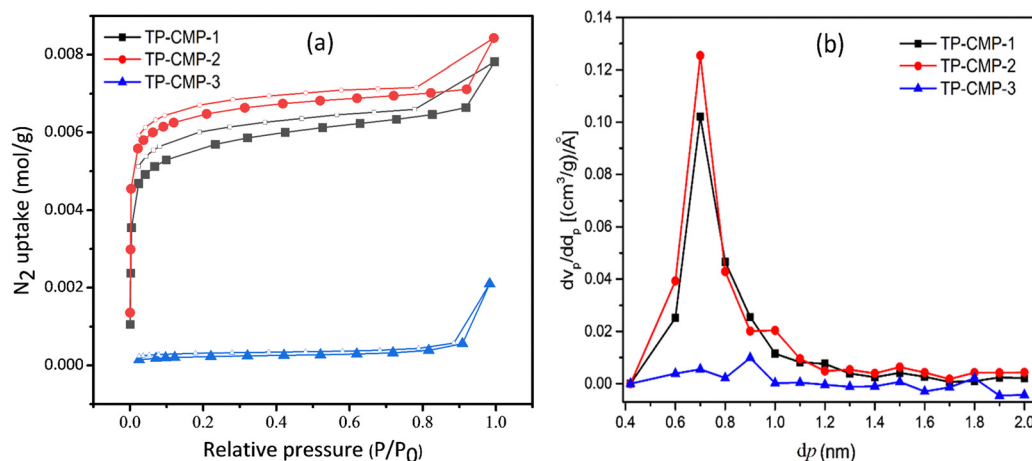 (a)
TP-CMP-1
TP-CMP-2
TP-CMP-3
N2 uptake (mol/g)
0.008
0.006
0.004
0.002
0.000
0.0 0.2 0.4 0.6 0.8 1.0
Relative pressure (P/P0)
(b)
TP-CMP-1
TP-CMP-2
TP-CMP-3
dvp/ddp [(cm³/g)/Å]
0.14
0.12
0.10
0.08
0.06
0.04
0.02
0.00
0.4 0.6 0.8 1.0 1.2 1.4 1.6 1.8 2.0
dp (nm)